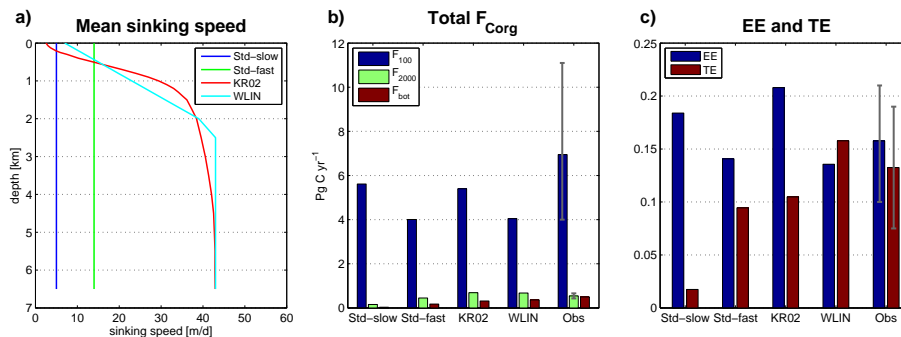 a)
Mean sinking speed
0
1
2
3
4
5
6
7
depth [km]
0
10
20
30
40
50
60
sinking speed [m/d]
Std−slow
Std−fast
KR02
WLIN
b)
Total F_Corg
12
10
8
6
4
2
0
Pg C yr⁻¹
F_100
F_2000
F_bot
Std−slow Std−fast KR02 WLIN Obs
c)
EE and TE
0.25
0.2
0.15
0.1
0.05
0
EE
TE
Std−slow Std−fast KR02 WLIN Obs